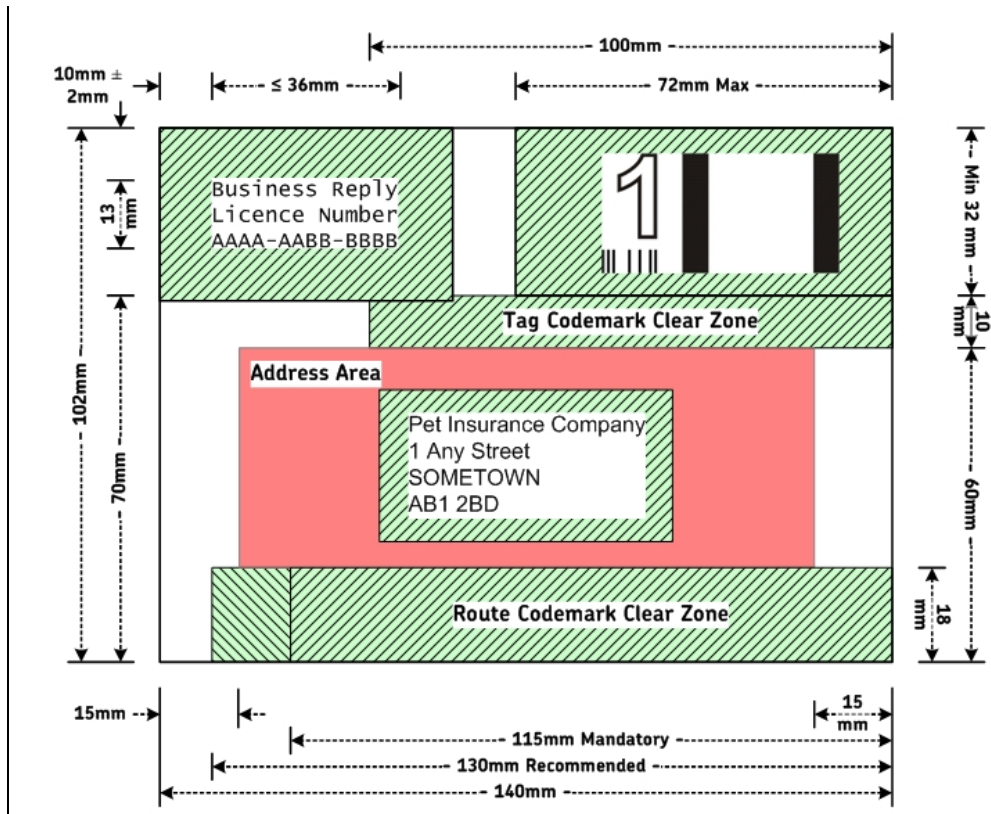 100mm
10mm ±
2mm
≤ 36mm
72mm Max
Business Reply
Licence Number
AAAA-AABB-BBBB
1
13
mm
Min 32 mm
Tag Codemark Clear Zone
10
mm
Address Area
102mm
70mm
Pet Insurance Company
1 Any Street
SOMETOWN
AB1 2BD
60mm
Route Codemark Clear Zone
18
mm
15mm
15
mm
115mm Mandatory
130mm Recommended
140mm